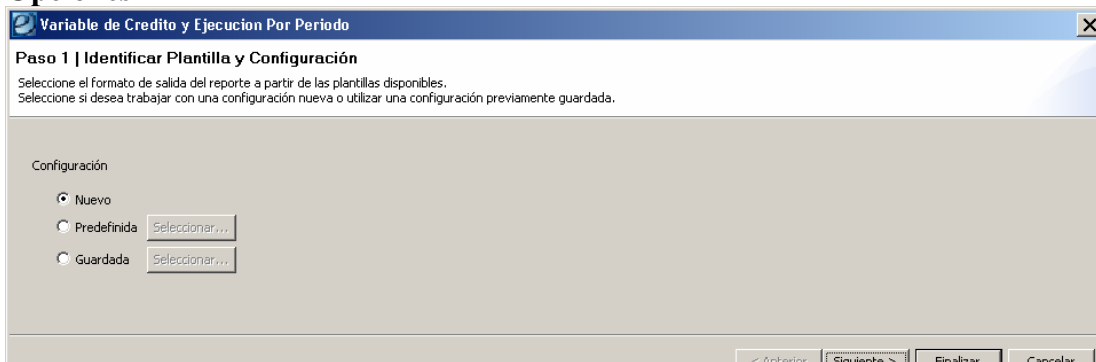 Opciones
Variable de Credito y Ejecucion Por Periodo
Paso 1 | Identificar Plantilla y Configuración
Seleccione el formato de salida del reporte a partir de las plantillas disponibles.
Seleccione si desea trabajar con una configuración nueva o utilizar una configuración previamente guardada.
Configuración
Nuevo
Predefinida Seleccionar...
Guardada Seleccionar...
< Anterior Siguiente > Finalizar Cancelar